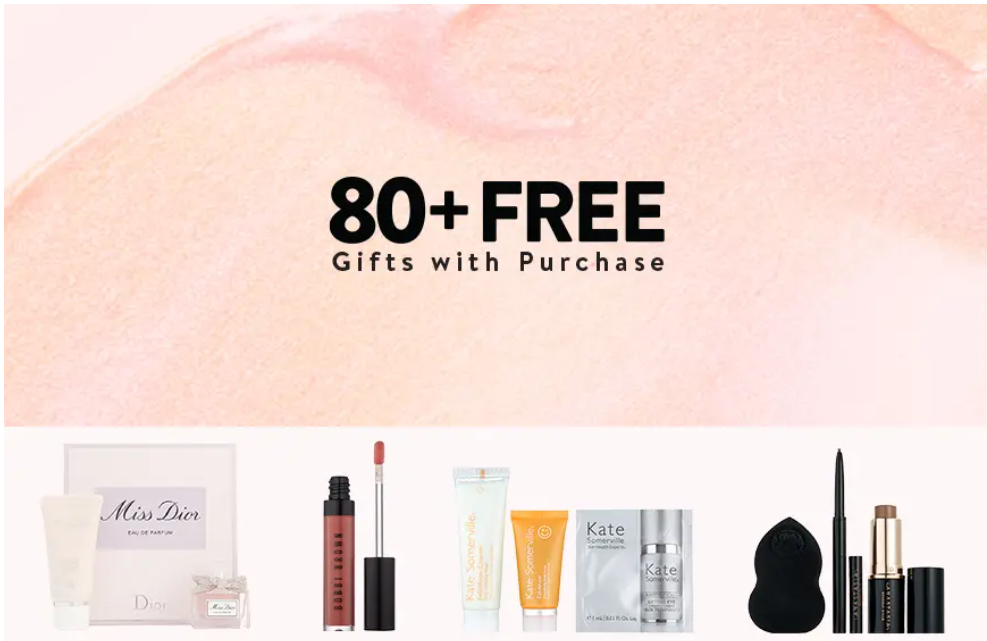 80+ FREE
Gifts with Purchase
Miss Dior
EAU DE PARFUM
Dior
Miss Dior
BOBBI BROWN
Kate Somerville.
Kate Somerville.
Kate
Somerville
Kate
Somerville